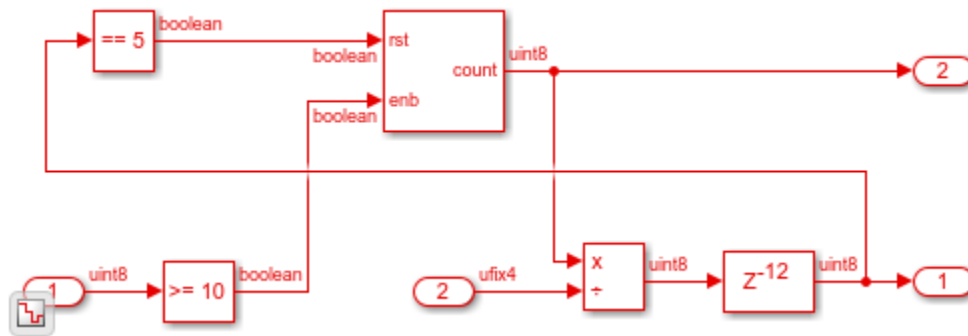 boolean
== 5
rst
boolean
uint8
count
2
enb
boolean
uint8
boolean
ufix4
x
÷
uint8
Z-12
uint8
1
>= 10
2
1